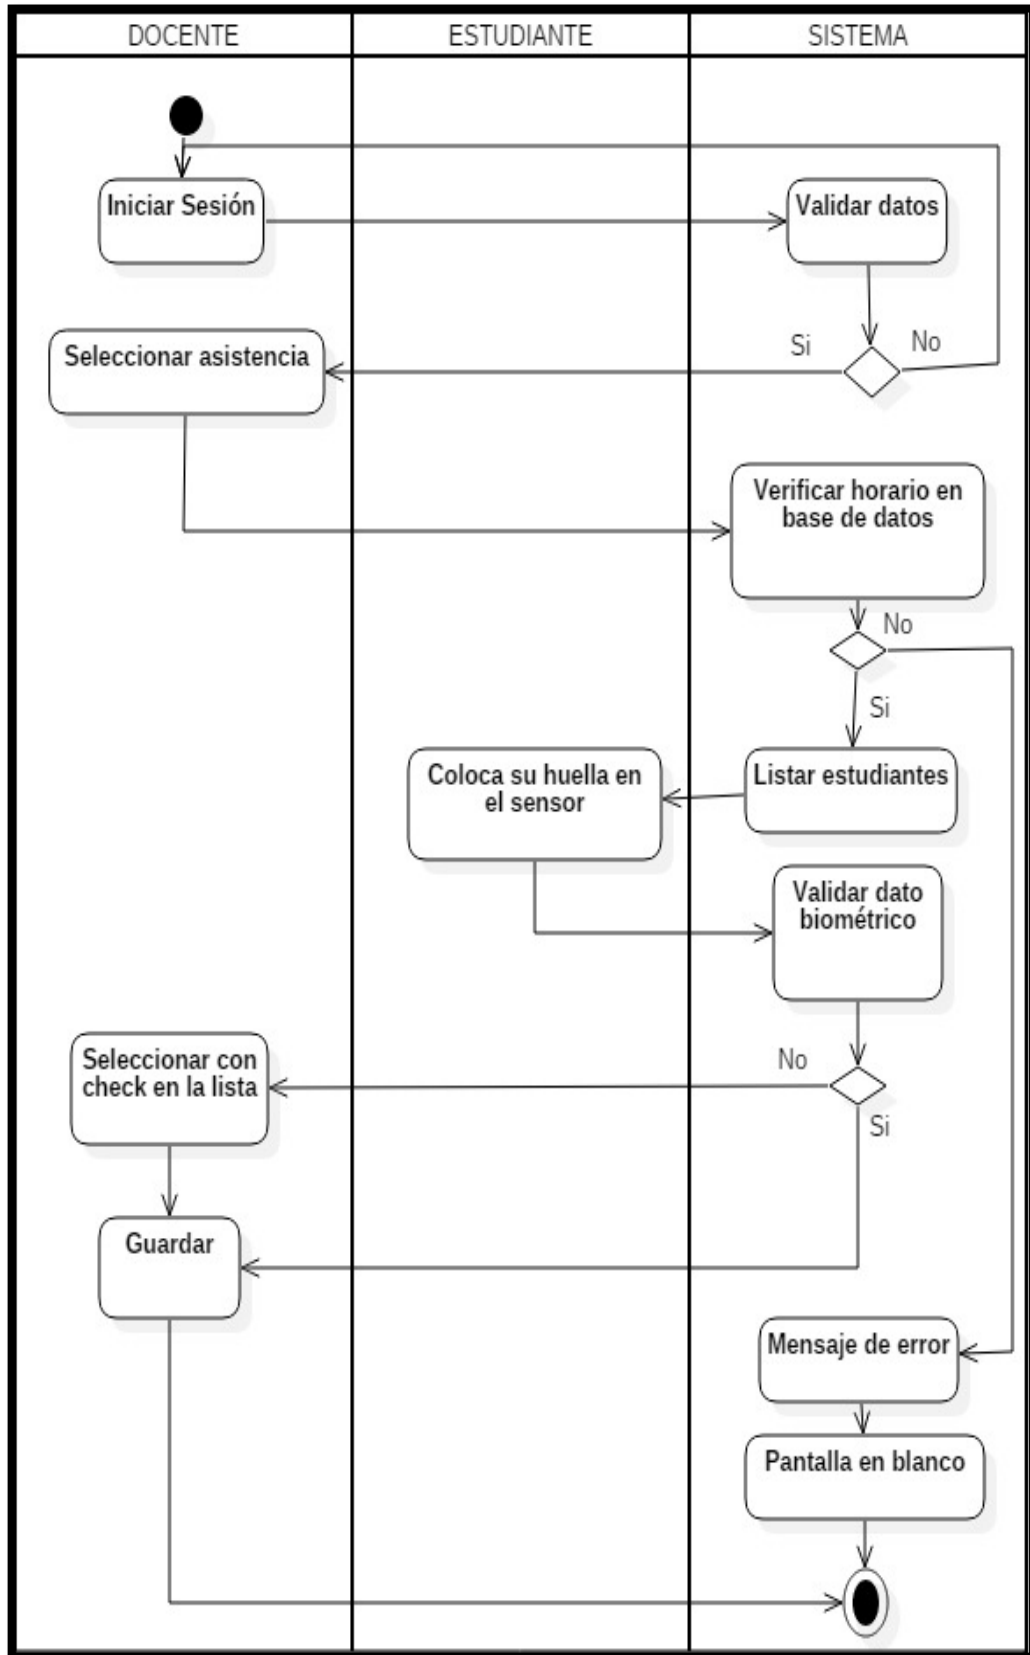 DOCENTE
ESTUDIANTE
SISTEMA
Iniciar Sesión
Validar datos
Si
No
Seleccionar asistencia
Verificar horario en
base de datos
No
Si
Listar estudiantes
Coloca su huella en
el sensor
Validar dato
biométrico
No
Si
Seleccionar con
check en la lista
Guardar
Mensaje de error
Pantalla en blanco